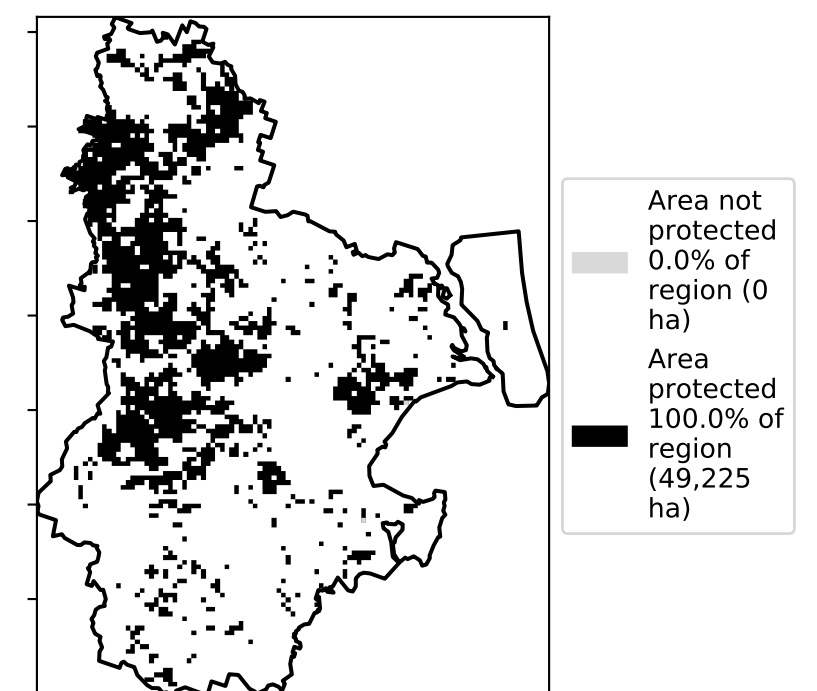 Area not
protected
0.0% of
region (0
ha)
Area
protected
100.0% of
region
(49,225
ha)